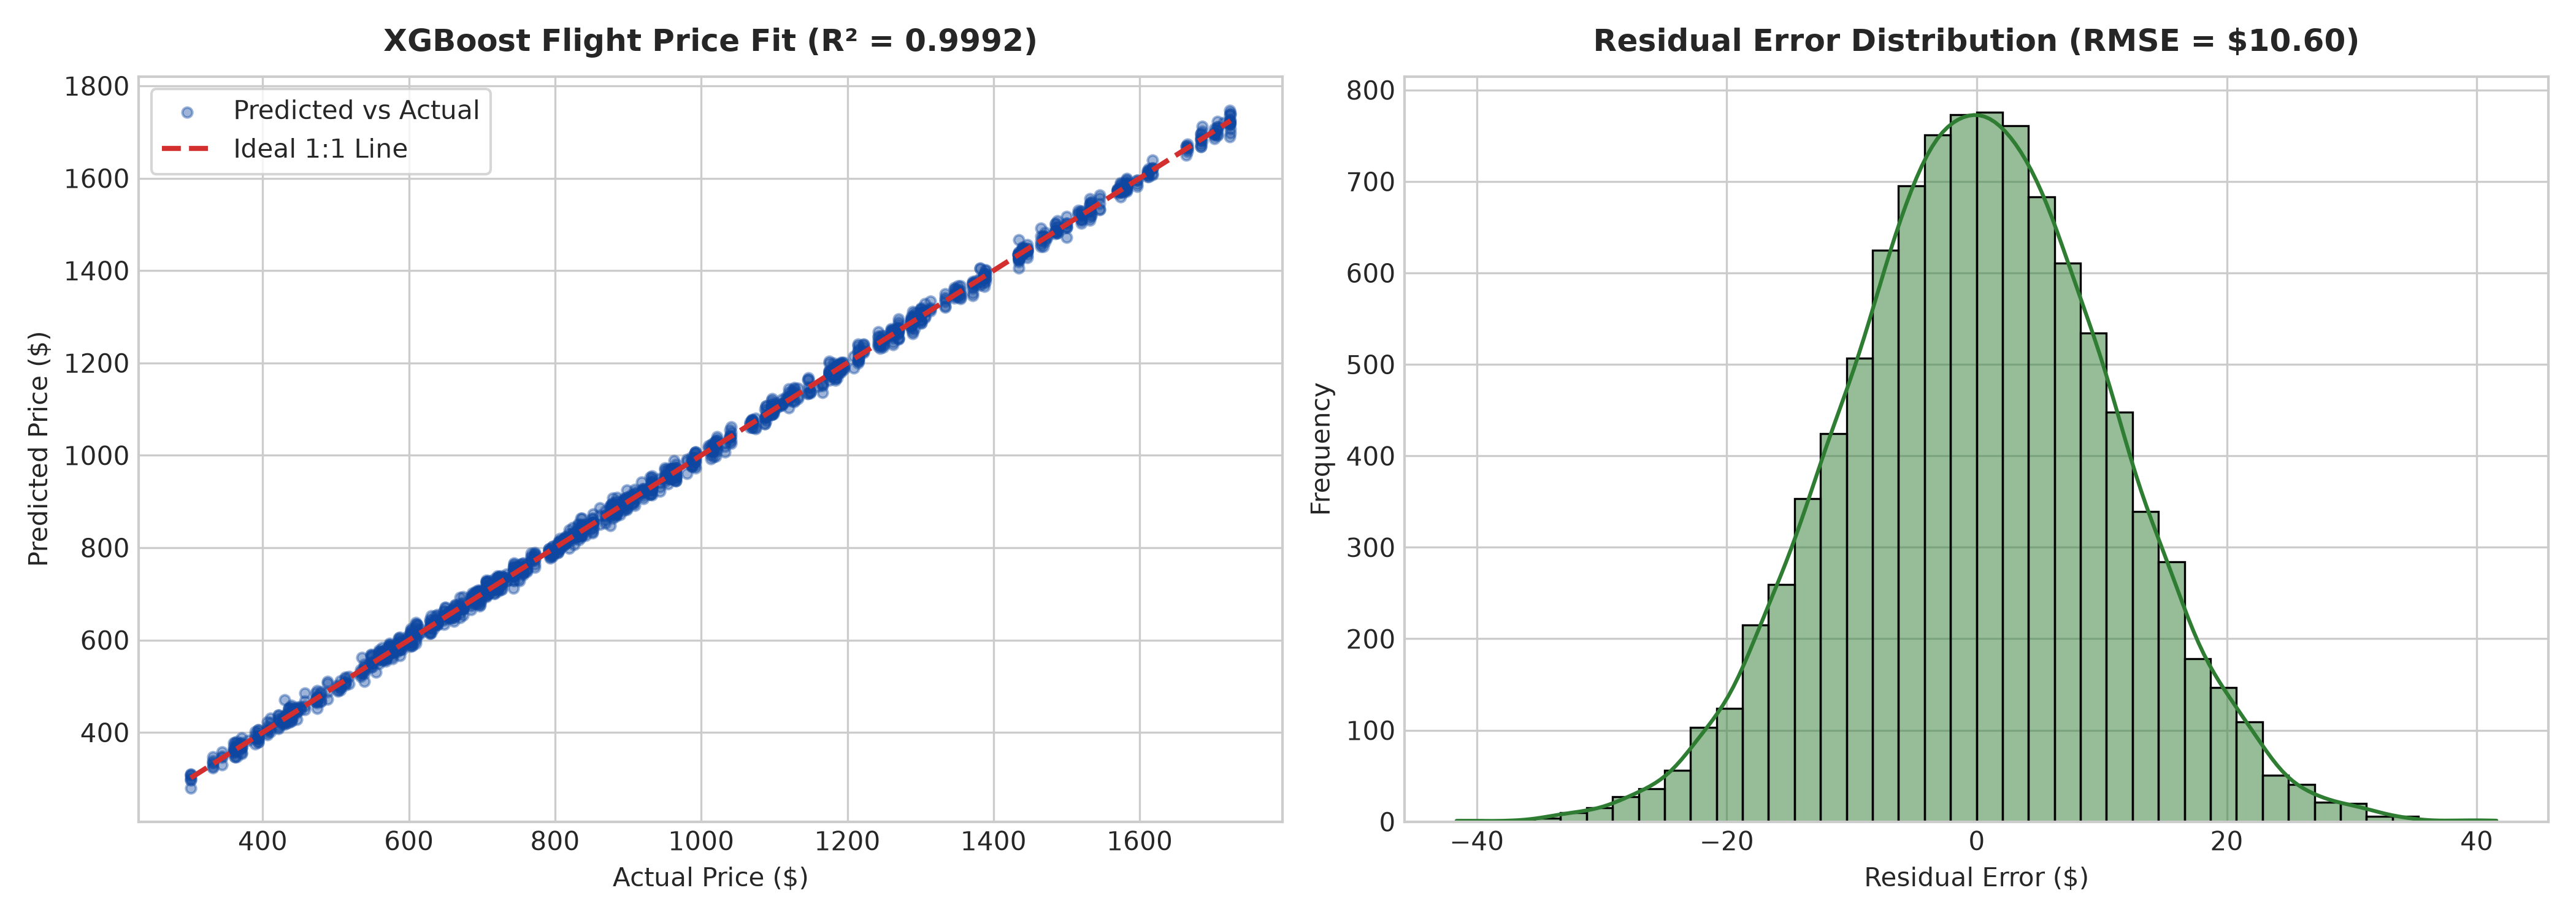 XGBoost Flight Price Fit (R² = 0.9992)
Predicted vs Actual
Ideal 1:1 Line
Predicted Price ($)
1800
1600
1400
1200
1000
800
600
400
400 600 800 1000 1200 1400 1600
Actual Price ($)
Residual Error Distribution (RMSE = $10.60)
Frequency
800
700
600
500
400
300
200
100
0
−40 −20 0 20 40
Residual Error ($)